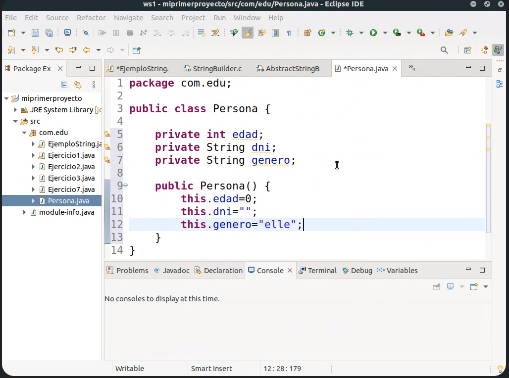 ws1 - miprimerproyecto/src/com/edu/Persona.java - Eclipse IDE
File Edit Source Refactor Navigate Search Project Run Window Help
Package Ex
*EjemploString.
StringBuilder.c
AbstractStringB
*Persona.java
miprimerproyecto
JRE System Library [
src
com.edu
EjemploString.ja
Ejercicio1.java
Ejercicio2.java
Ejercicio3.java
Ejercicio7.java
Persona.java
module-info.java
1 package com.edu;
2
3 public class Persona {
4
5 private int edad;
6 private String dni;
7 private String genero;
8
9 public Persona() {
10 this.edad=0;
11 this.dni="";
12 this.genero="elle";
13 }
14 }
Problems Javadoc Declaration Console Terminal Debug Variables
No consoles to display at this time.
Writable Smart Insert 12:28:179